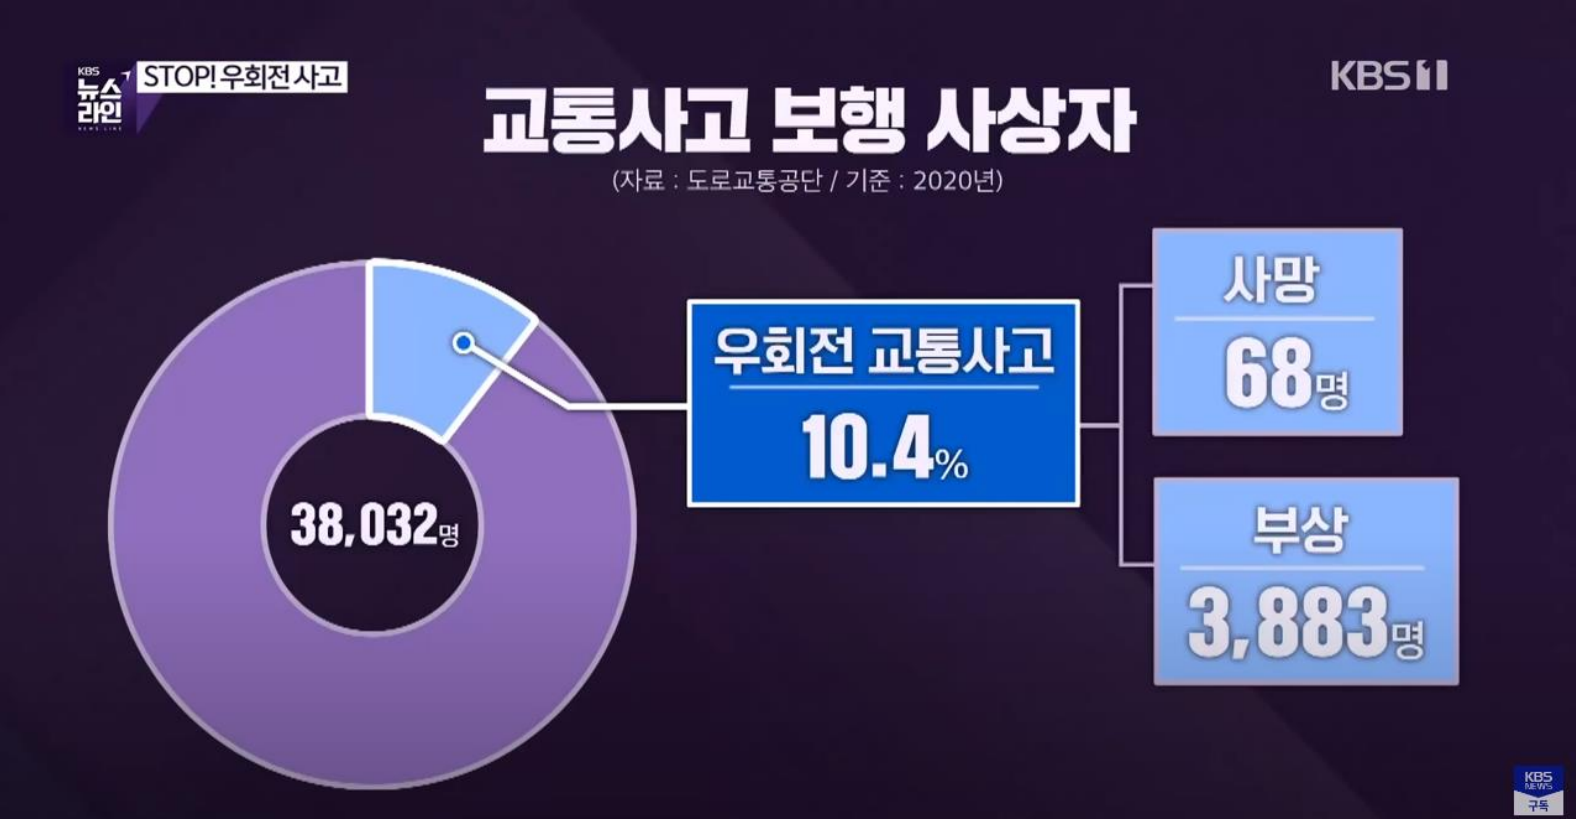 KBS
뉴스
라인
NEWS LINE
STOP! 우회전 사고
KBS 1
교통사고 보행 사상자
(자료 : 도로교통공단 / 기준 : 2020년)
38,032명
우회전 교통사고
10.4%
사망
68명
부상
3,883명
KBS
NEWS
구독